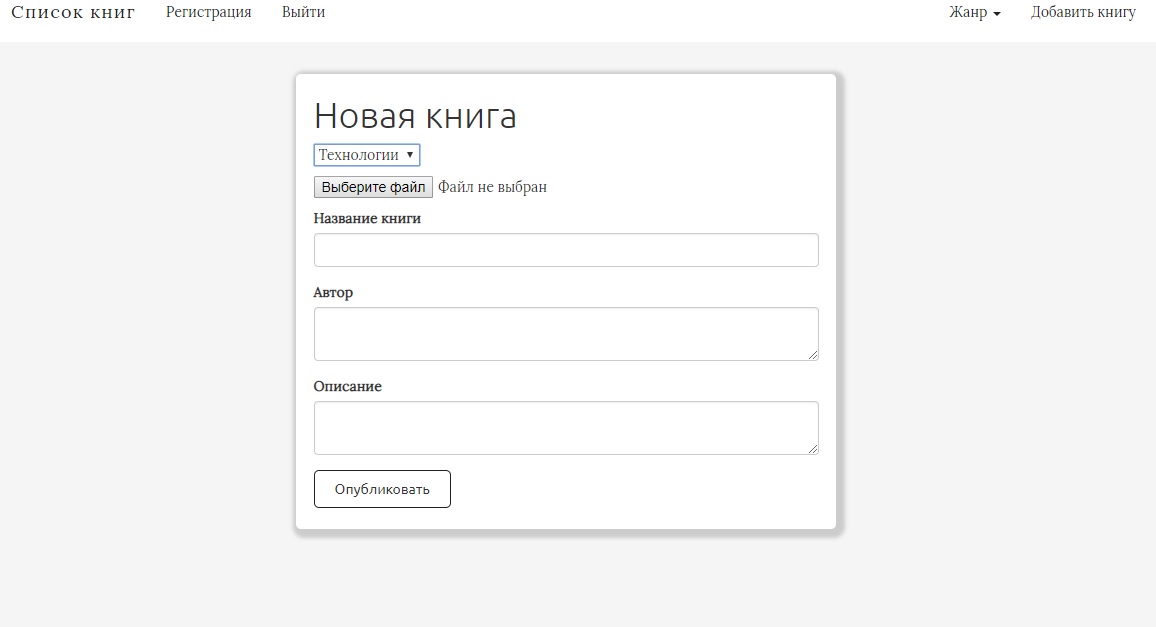 Список книг Регистрация Выйти Жанр Добавить книгу
Новая книга
Технологии
Выберите файл Файл не выбран
Название книги
Автор
Описание
Опубликовать